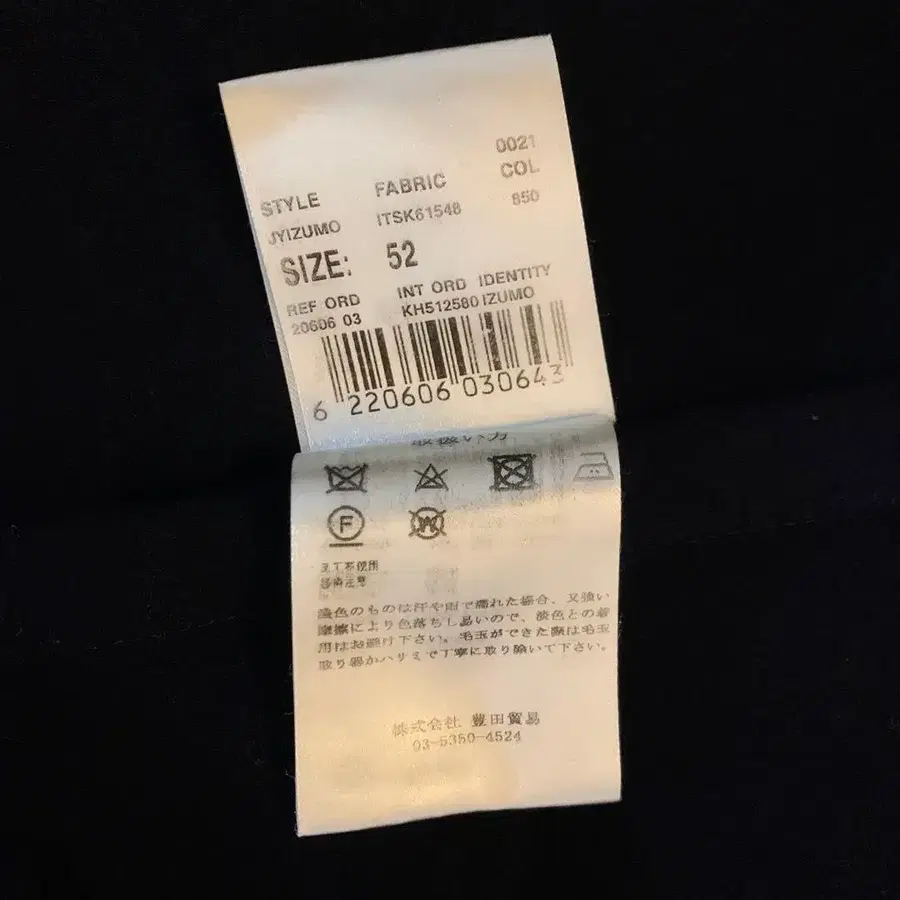 0021
STYLE FABRIC COL
JYIZUMO ITSK61548 850
SIZE: 52
REF ORD INT ORD IDENTITY
20606 03 KH512580 IZUMO
6 220606 030643
取扱い方
F
W
濃色のものは汗や雨で濡れた場合、又強い
摩擦により色落ちし易いので、淡色との着
用はお避け下さい。毛玉ができた際は毛玉
取り器かハサミで丁寧に取り除いて下さい。
株式会社 豊田貿易
03-5350-4524